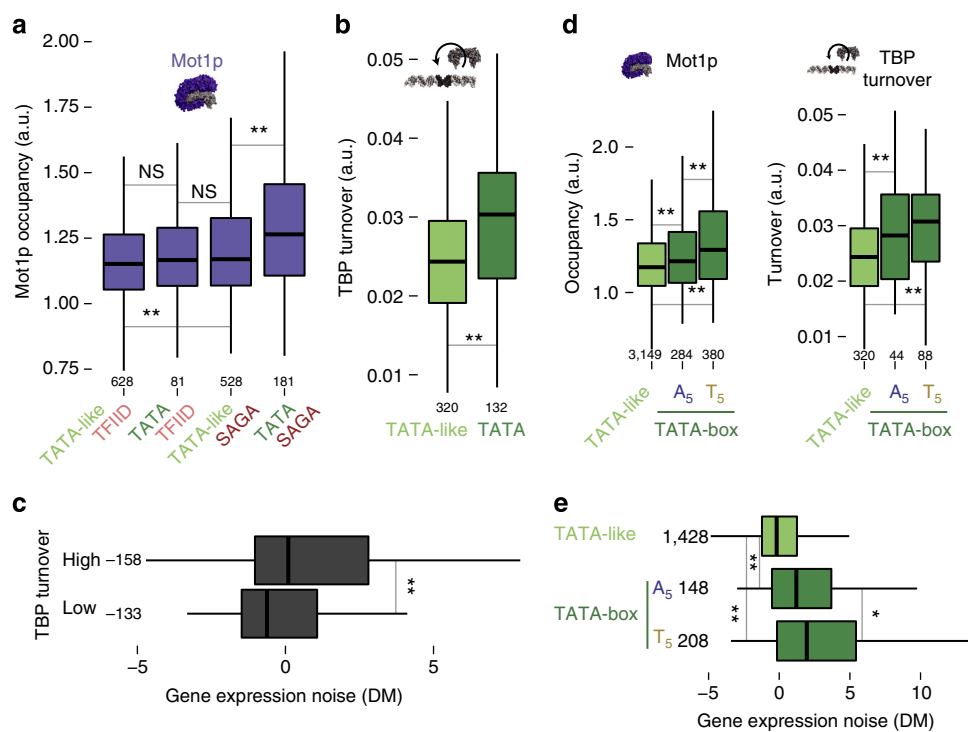 a
2.00
1.75
1.50
1.25
1.00
0.75
Mot1p occupancy (a.u.)
Mot1p
NS
NS
**
**
628
81
528
181
TATA-like
TFIID
TATA
TFIID
TATA-like
SAGA
TATA
SAGA
b
0.05
0.04
0.03
0.02
0.01
TBP turnover (a.u.)
**
320
132
TATA-like
TATA
d
Mot1p
2.0
1.5
1.0
Occupancy (a.u.)
**
**
**
3,149
284
380
TATA-like
A5
T5
TATA-box
TBP
turnover
0.05
0.04
0.03
0.02
0.01
Turnover (a.u.)
**
**
320
44
88
TATA-like
A5
T5
TATA-box
c
TBP turnover
High
158
Low
133
**
−5
0
5
Gene expression noise (DM)
e
TATA-like
1,428
TATA-box
A5
148
T5
208
**
**
*
−5
0
5
10
Gene expression noise (DM)